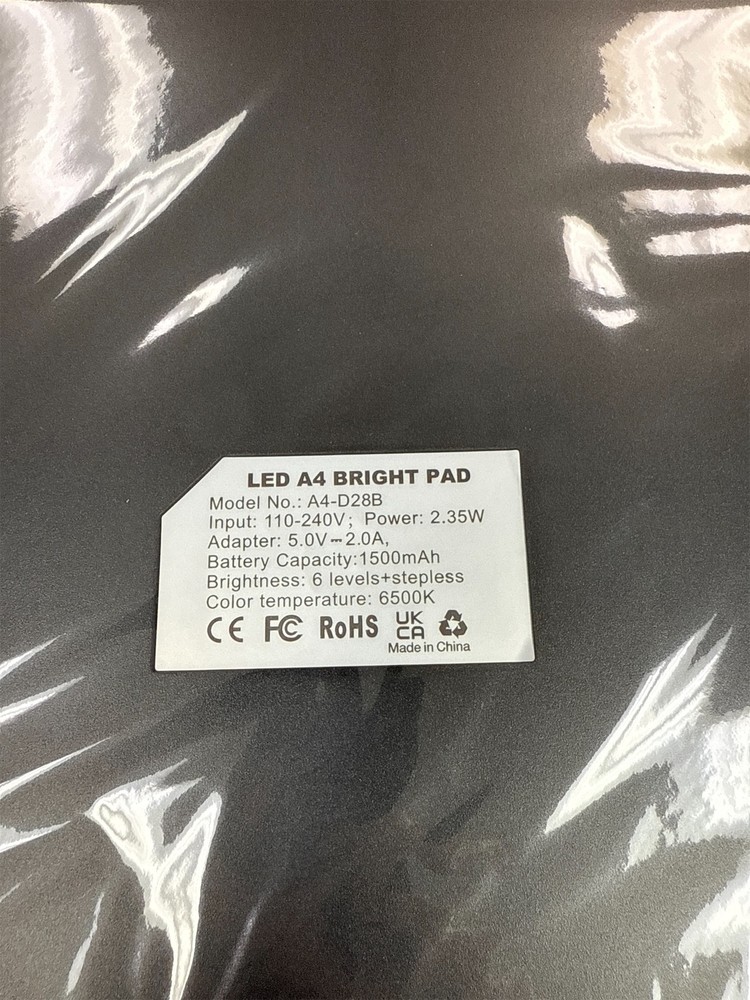 LED A4 BRIGHT PAD
Model No.: A4-D28B
Input: 110-240V; Power: 2.35W
Adapter: 5.0V⎓2.0A,
Battery Capacity:1500mAh
Brightness: 6 levels+stepless
Color temperature: 6500K
CE FC RoHS UK CA
Made in China